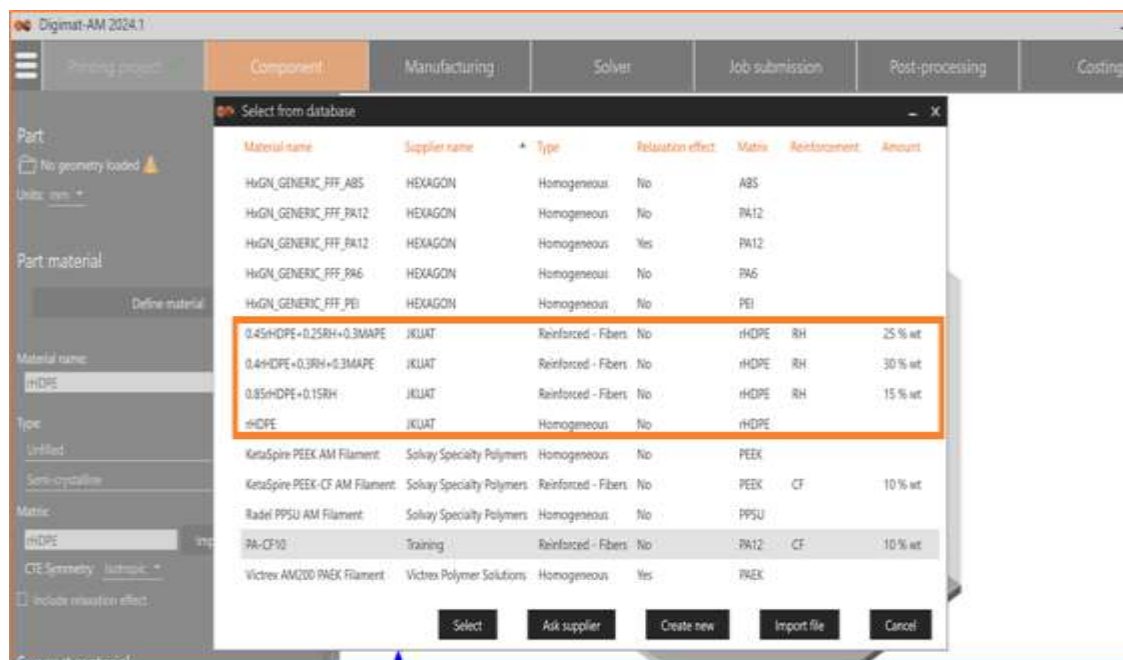 Digimat-AM 2024.1
Printing project Component Manufacturing Solver Job submission Post-processing Costing
Select from database
Part
No geometry loaded
Units: mm
Part material
Define material
Material name:
rHDPE
Type:
Unfilled
Semi-crystalline
Matrix:
rHDPE
CTE Symmetry: Isotropic
Include relaxation effect
Material name Supplier name Type Relaxation effect Matrix Reinforcement Amount
HxGN_GENERIC_FFF_ABS HEXAGON Homogeneous No ABS
HxGN_GENERIC_FFF_PA12 HEXAGON Homogeneous No PA12
HxGN_GENERIC_FFF_PA12 HEXAGON Homogeneous Yes PA12
HxGN_GENERIC_FFF_PA6 HEXAGON Homogeneous No PA6
HxGN_GENERIC_FFF_PEI HEXAGON Homogeneous No PEI
0.45rHDPE+0.25RH+0.3MAPE JKUAT Reinforced - Fibers No rHDPE RH 25 % wt
0.4rHDPE+0.3RH+0.3MAPE JKUAT Reinforced - Fibers No rHDPE RH 30 % wt
0.85rHDPE+0.15RH JKUAT Reinforced - Fibers No rHDPE RH 15 % wt
rHDPE JKUAT Homogeneous No rHDPE
KetaSpire PEEK AM Filament Solvay Specialty Polymers Homogeneous No PEEK
KetaSpire PEEK-CF AM Filament Solvay Specialty Polymers Reinforced - Fibers No PEEK CF 10 % wt
Radel PPSU AM Filament Solvay Specialty Polymers Homogeneous No PPSU
PA-CF10 Training Reinforced - Fibers No PA12 CF 10 % wt
Victrex AM200 PAEK Filament Victrex Polymer Solutions Homogeneous Yes PAEK
Select Ask supplier Create new Import file Cancel